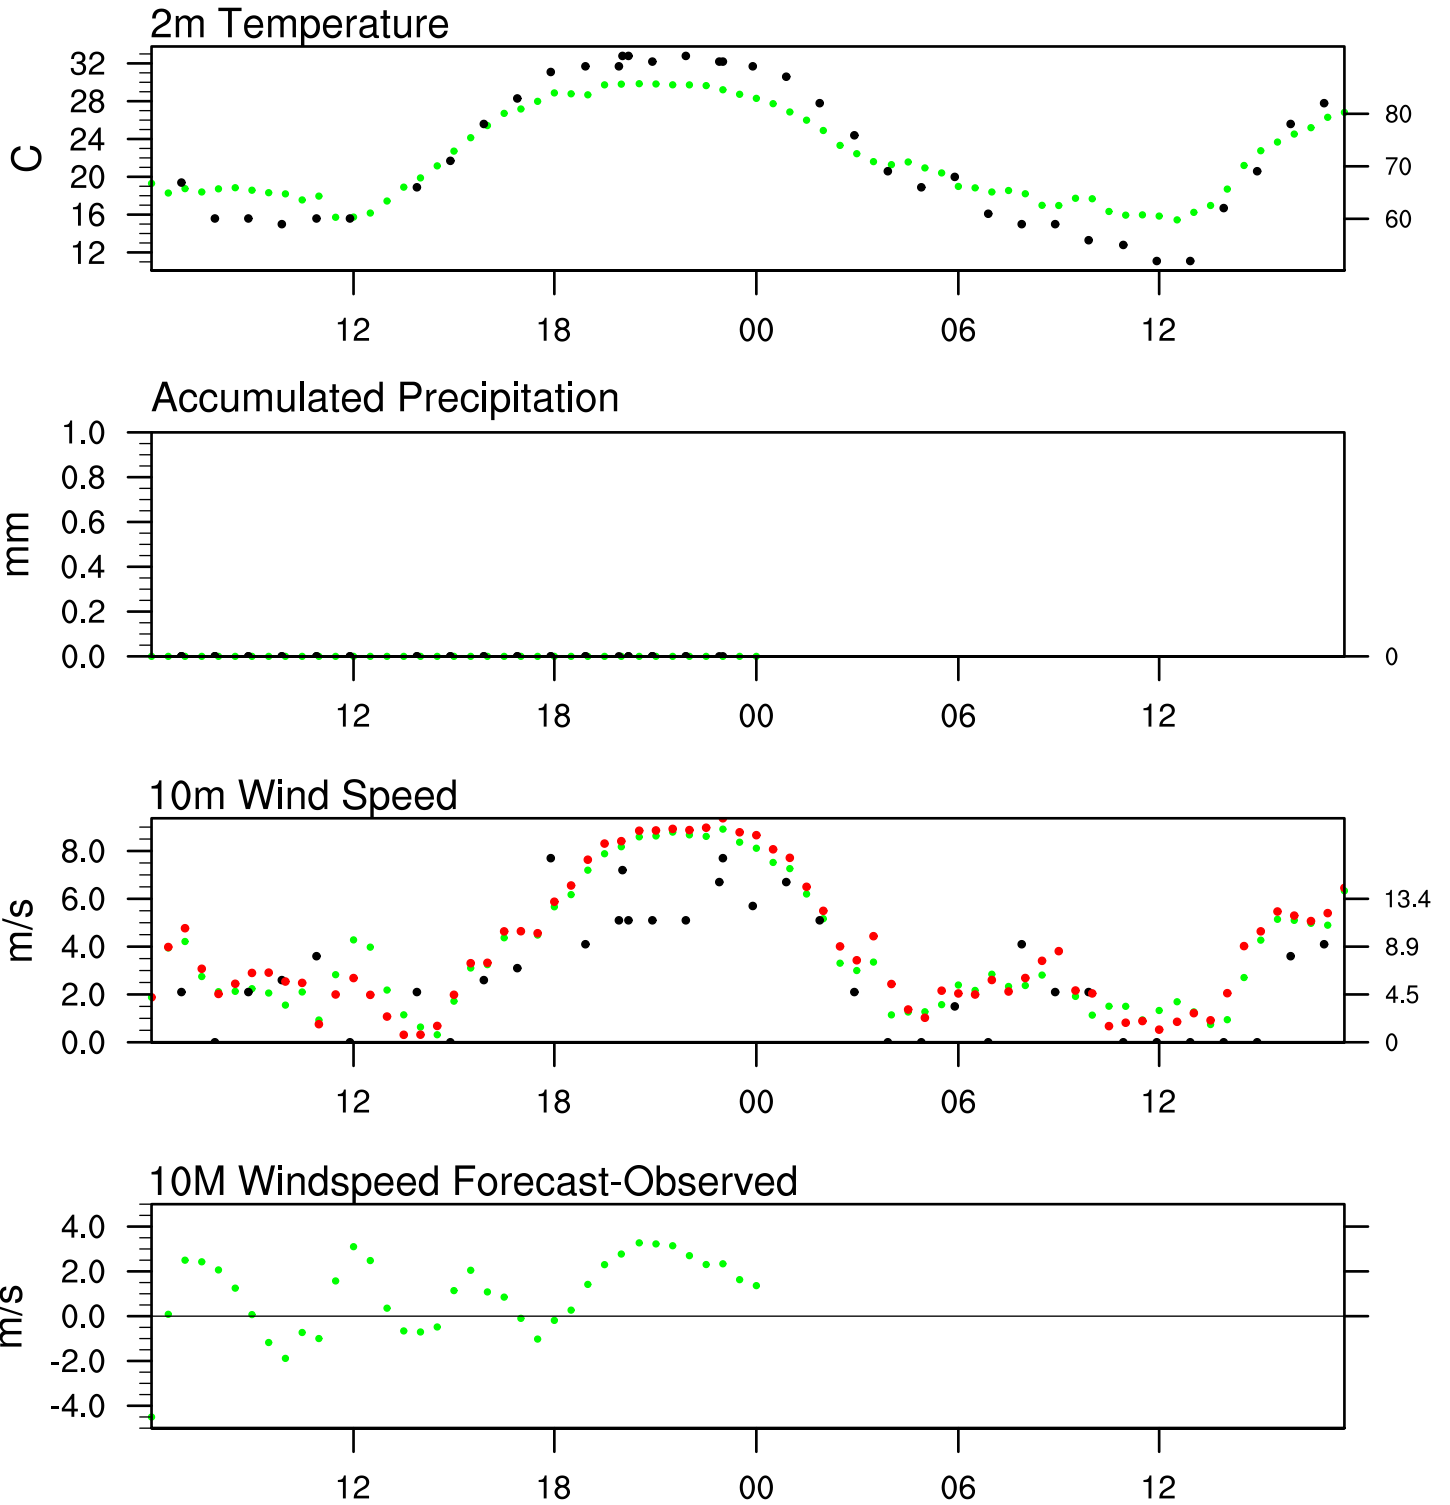 2m Temperature
32
28
24
20
16
12
C
80
70
60
12 18 00 06 12
Accumulated Precipitation
1.0
0.8
0.6
0.4
0.2
0.0
mm
0
12 18 00 06 12
10m Wind Speed
8.0
6.0
4.0
2.0
0.0
m/s
13.4
8.9
4.5
0
12 18 00 06 12
10M Windspeed Forecast-Observed
4.0
2.0
0.0
-2.0
-4.0
m/s
12 18 00 06 12